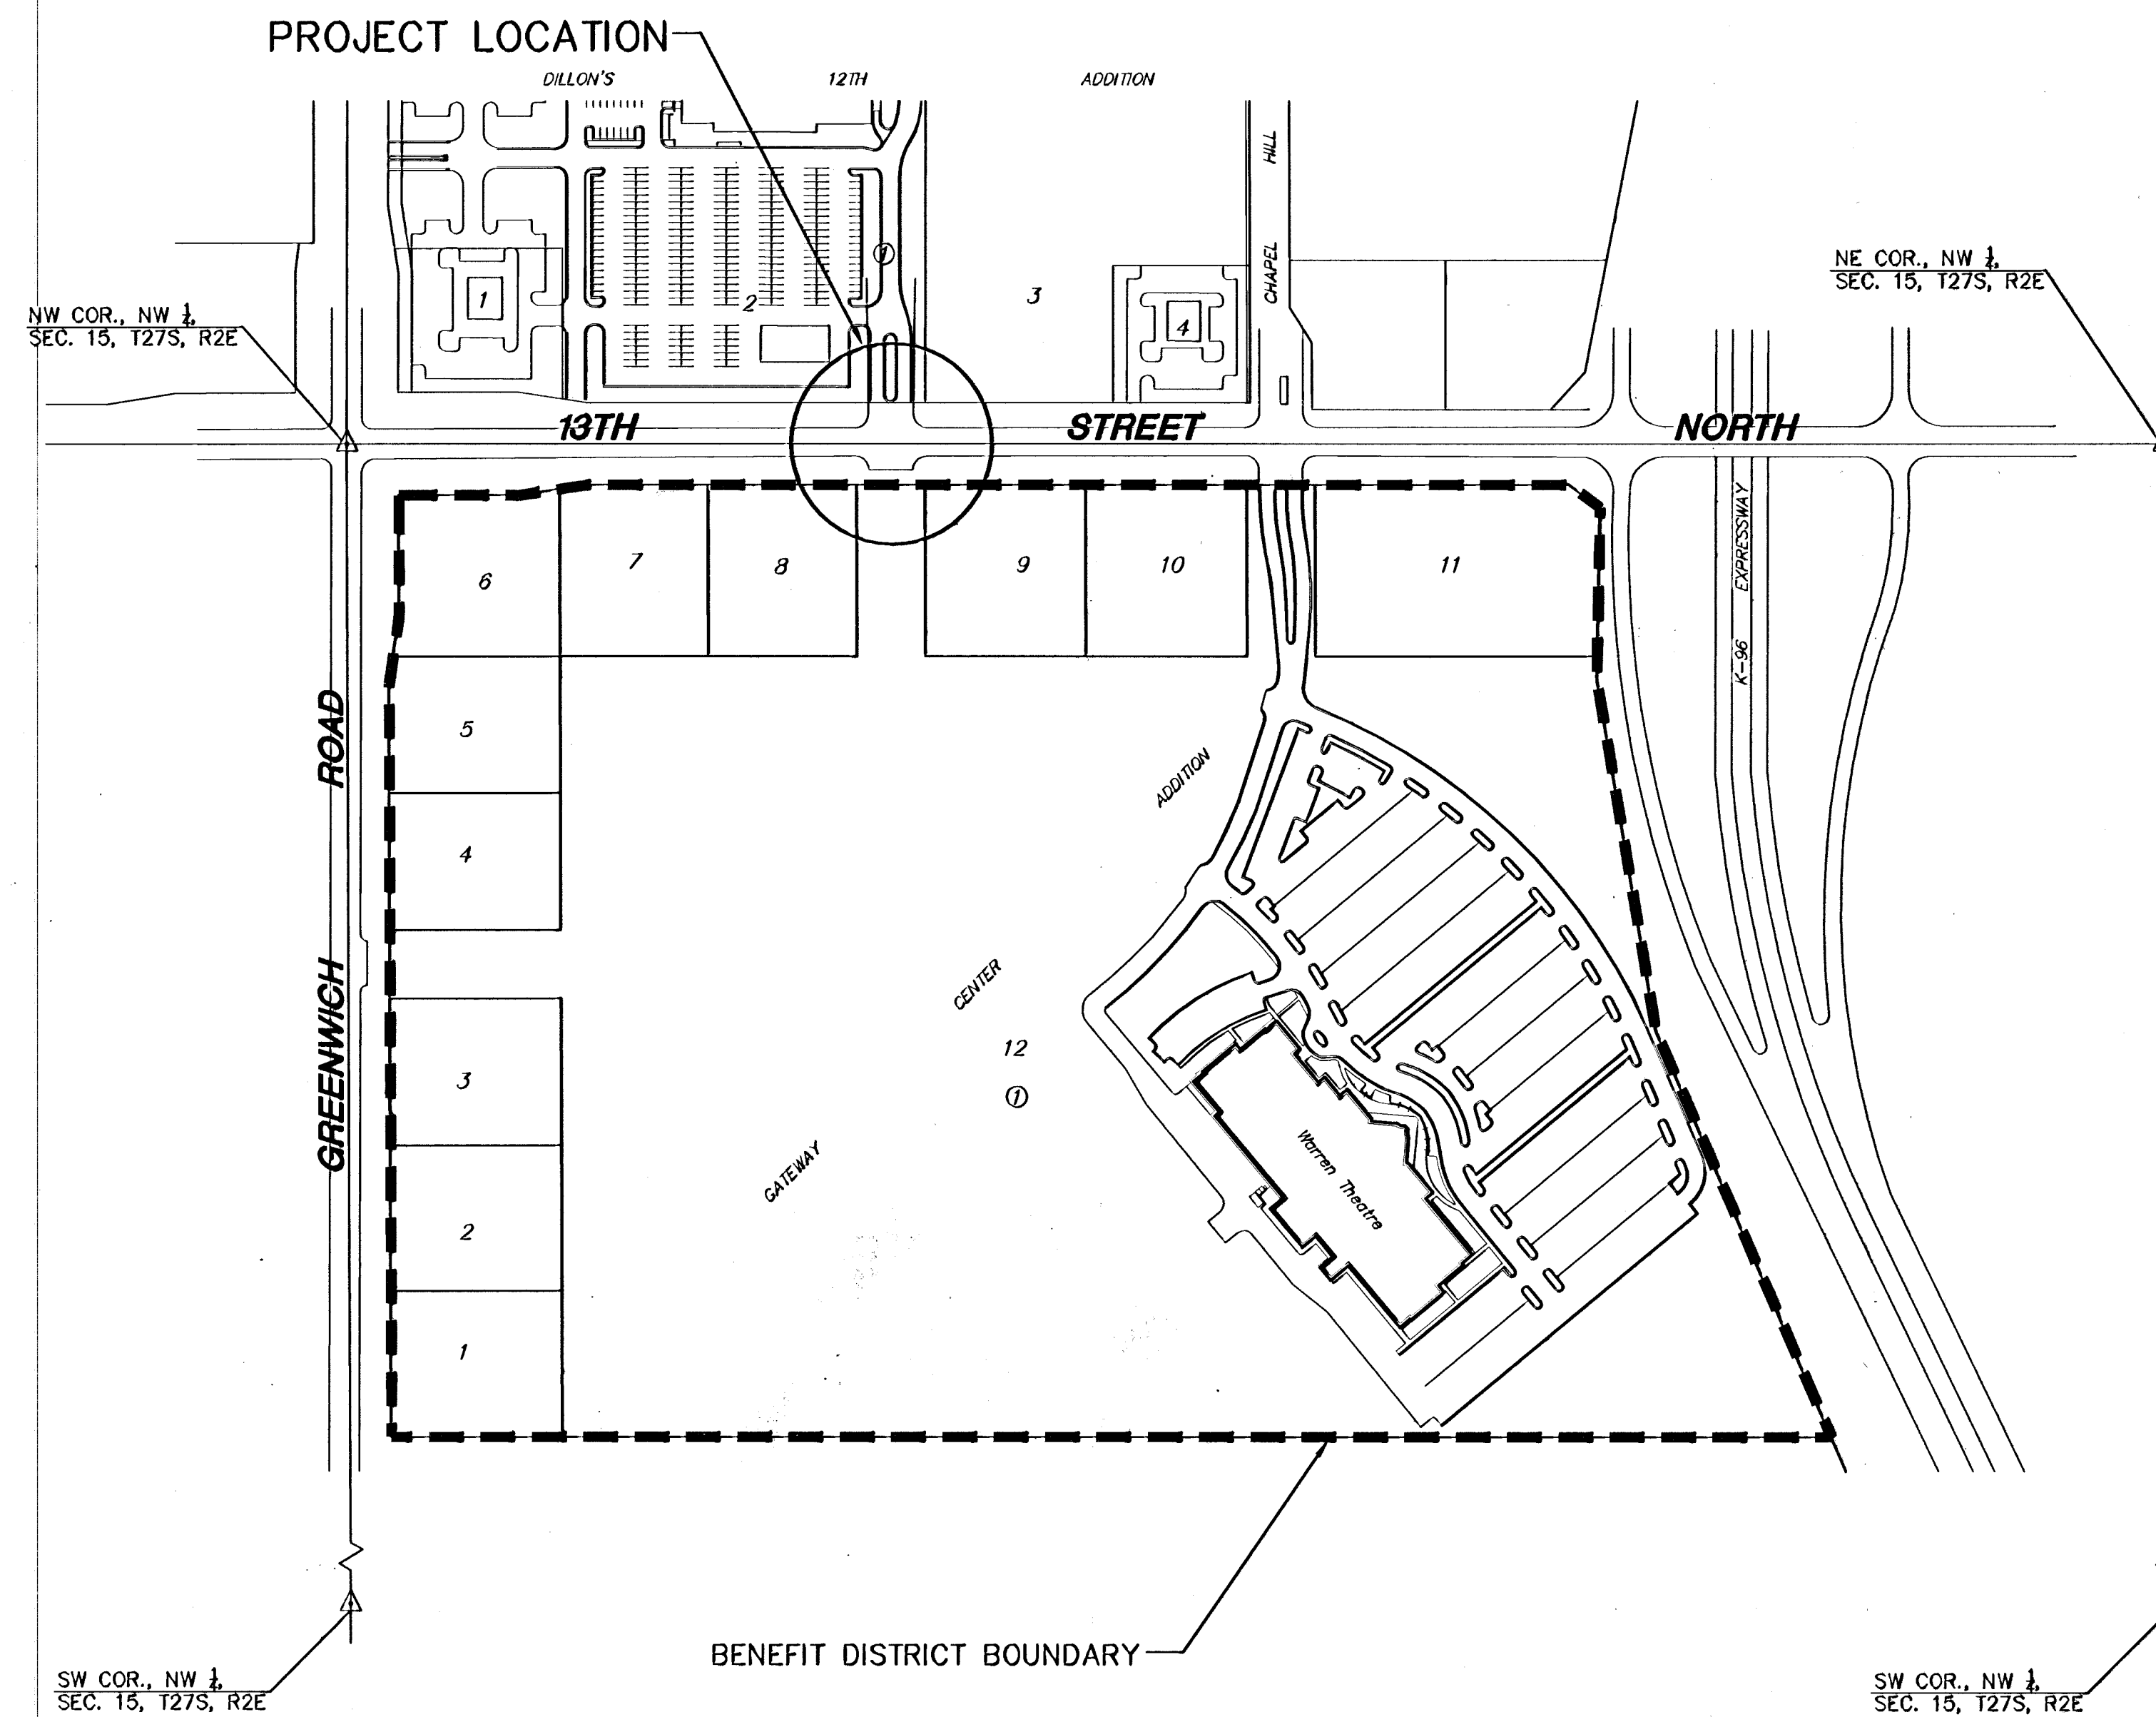 PROJECT LOCATION
DILLON'S 12TH ADDITION
CHAPEL HILL
NE COR., NW 1/4,
SEC. 15, T27S, R2E
NW COR., NW 1/4,
SEC. 15, T27S, R2E
1
2
1
3
4
13TH STREET NORTH
6
7
8
9
10
11
K-96 EXPRESSWAY
5
4
3
2
1
GREENWICH ROAD
GATEWAY CENTER ADDITION
12
1
Warren Theatre
BENEFIT DISTRICT BOUNDARY
SW COR., NW 1/4,
SEC. 15, T27S, R2E
SW COR., NW 1/4,
SEC. 15, T27S, R2E